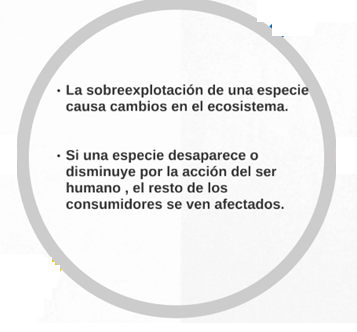 • La sobreexplotación de una especie
causa cambios en el ecosistema.
• Si una especie desaparece o
disminuye por la acción del ser
humano , el resto de los
consumidores se ven afectados.